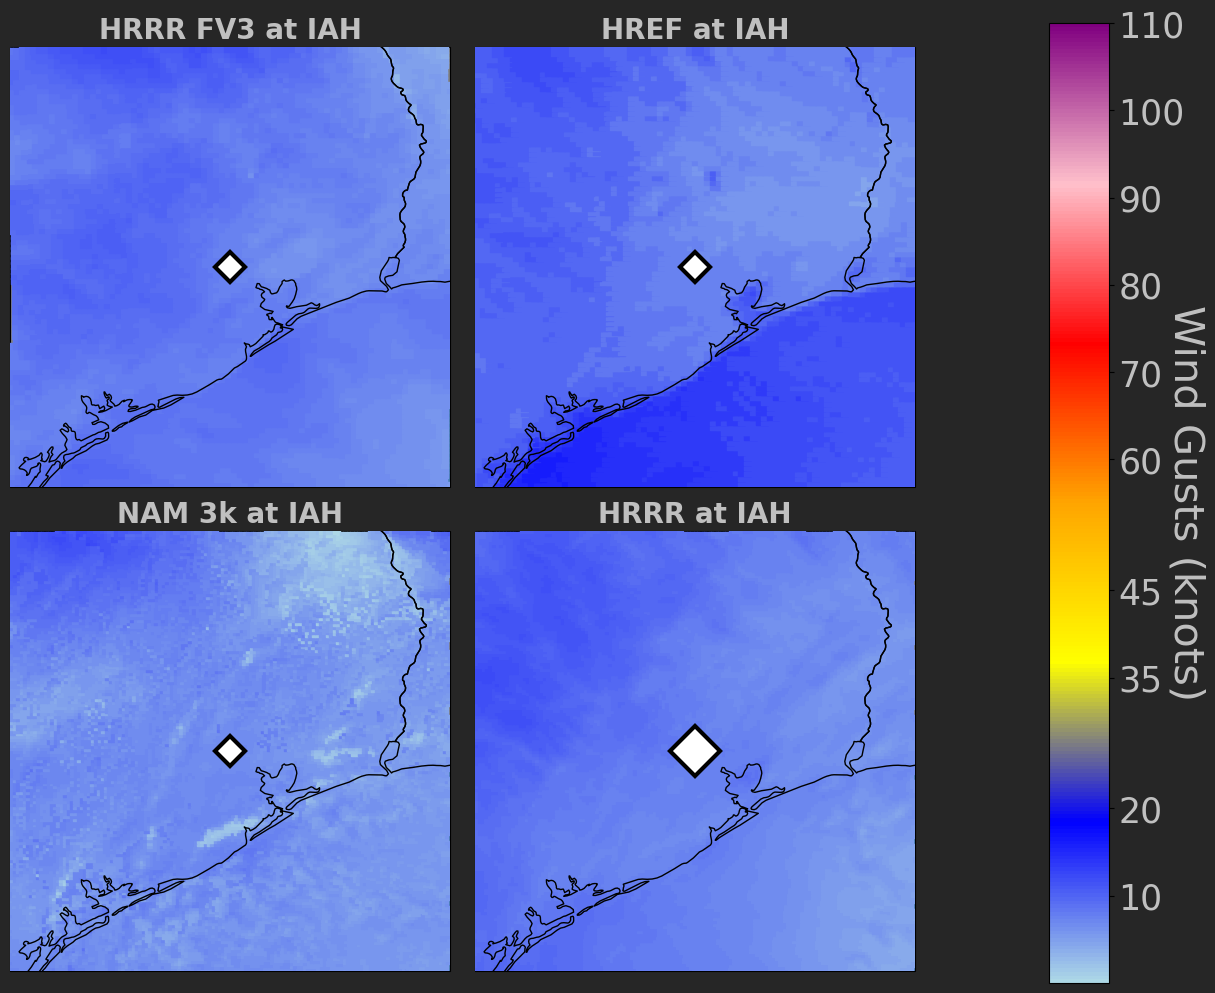 HRRR FV3 at IAH
HREF at IAH
NAM 3k at IAH
HRRR at IAH
110
100
90
80
70
60
45
35
20
10
Wind Gusts (knots)